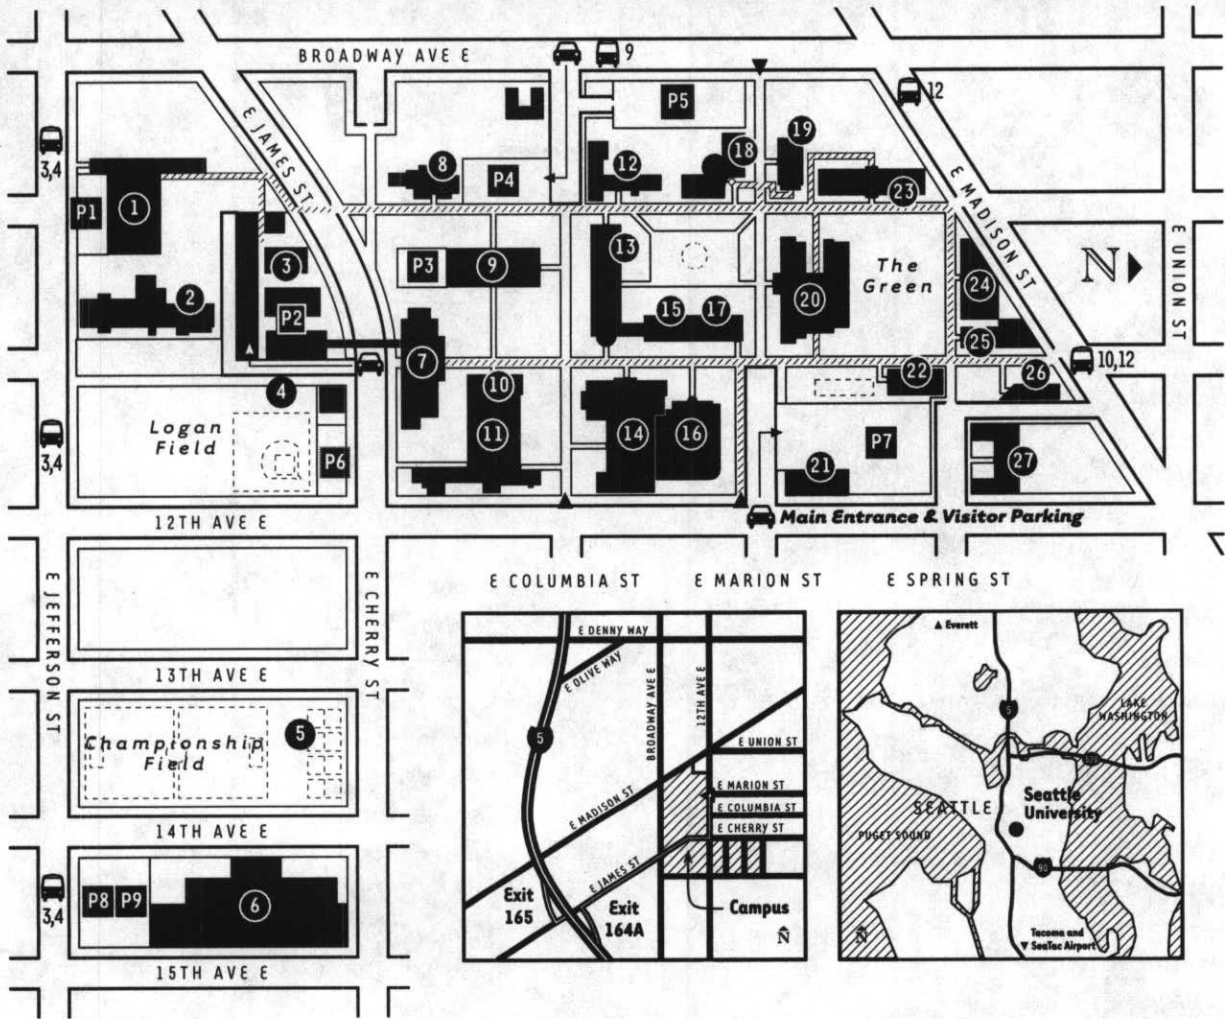 BROADWAY AVE E
9
P5
12
3,4
E JAMES ST
19
18
12
8
P4
E MADISON ST
23
P1
1
E UNION ST
13
N
P3
9
3
The
Green
24
2
20
15
17
P2
25
7
10,12
22
26
10
4
Logan
Field
3,4
11
14
16
P7
P6
21
27
Main Entrance & Visitor Parking
12TH AVE E
E COLUMBIA ST
E MARION ST
E SPRING ST
E JEFFERSON ST
E CHERRY ST
13TH AVE E
5
Championship
Field
14TH AVE E
3,4
P8
P9
6
15TH AVE E
E DENNY WAY
E OLIVE WAY
BROADWAY AVE E
12TH AVE E
5
E UNION ST
E MADISON ST
E MARION ST
E COLUMBIA ST
E CHERRY ST
E JAMES ST
Exit
165
Exit
164A
Campus
N
Everett
5
LAKE
WASHINGTON
SEATTLE
Seattle
University
PUGET SOUND
90
N
Tacoma and
SeaTac Airport